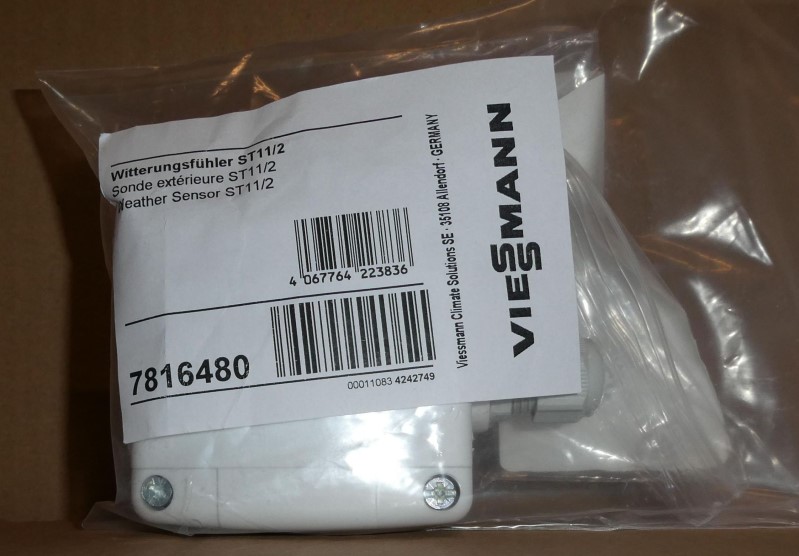 Witterungsfühler ST11/2
Sonde extérieure ST11/2
Weather Sensor ST11/2
4 067764 223836
7816480
00011083 4242749
Viessmann Climate Solutions SE · 35108 Allendorf · GERMANY
VIESSMANN